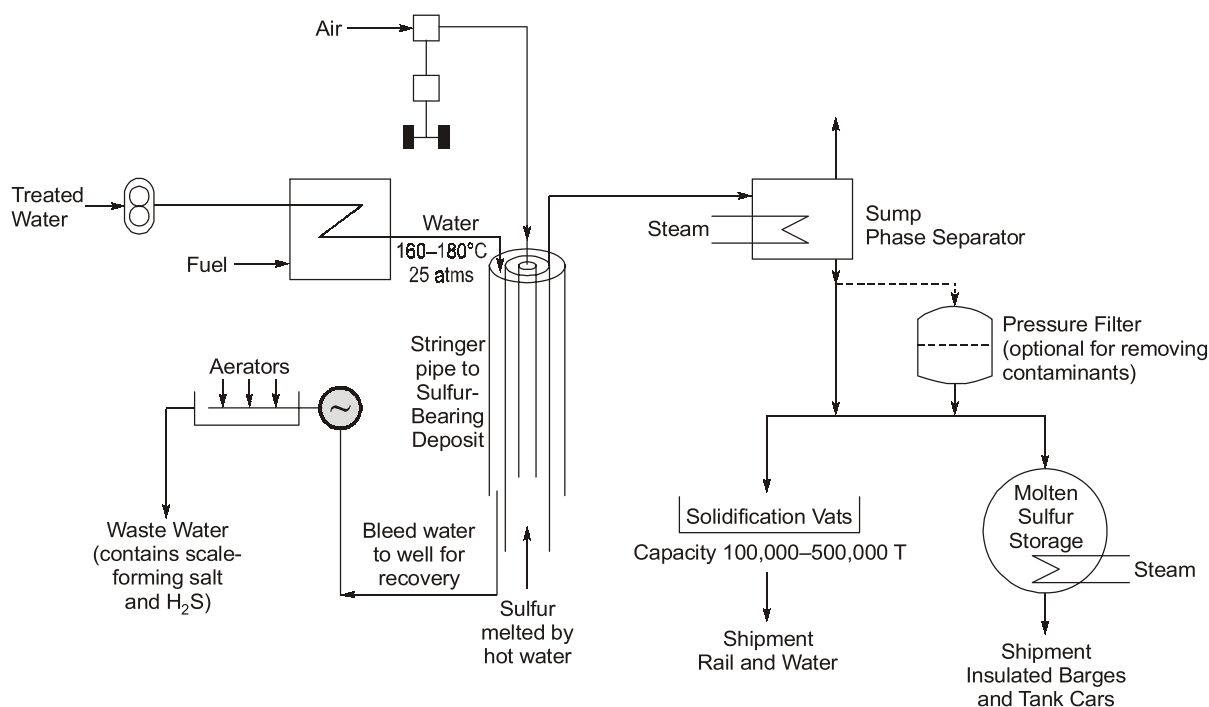 Air
Treated
Water
Fuel
Water
160–180°C
25 atms
Steam
Sump
Phase Separator
Stringer
pipe to
Sulfur-
Bearing
Deposit
Pressure Filter
(optional for removing
contaminants)
Aerators
Waste Water
(contains scale-
forming salt
and H₂S)
Bleed water
to well for
recovery
Sulfur
melted by
hot water
Solidification Vats
Capacity 100,000–500,000 T
Shipment
Rail and Water
Molten
Sulfur
Storage
Steam
Shipment
Insulated Barges
and Tank Cars